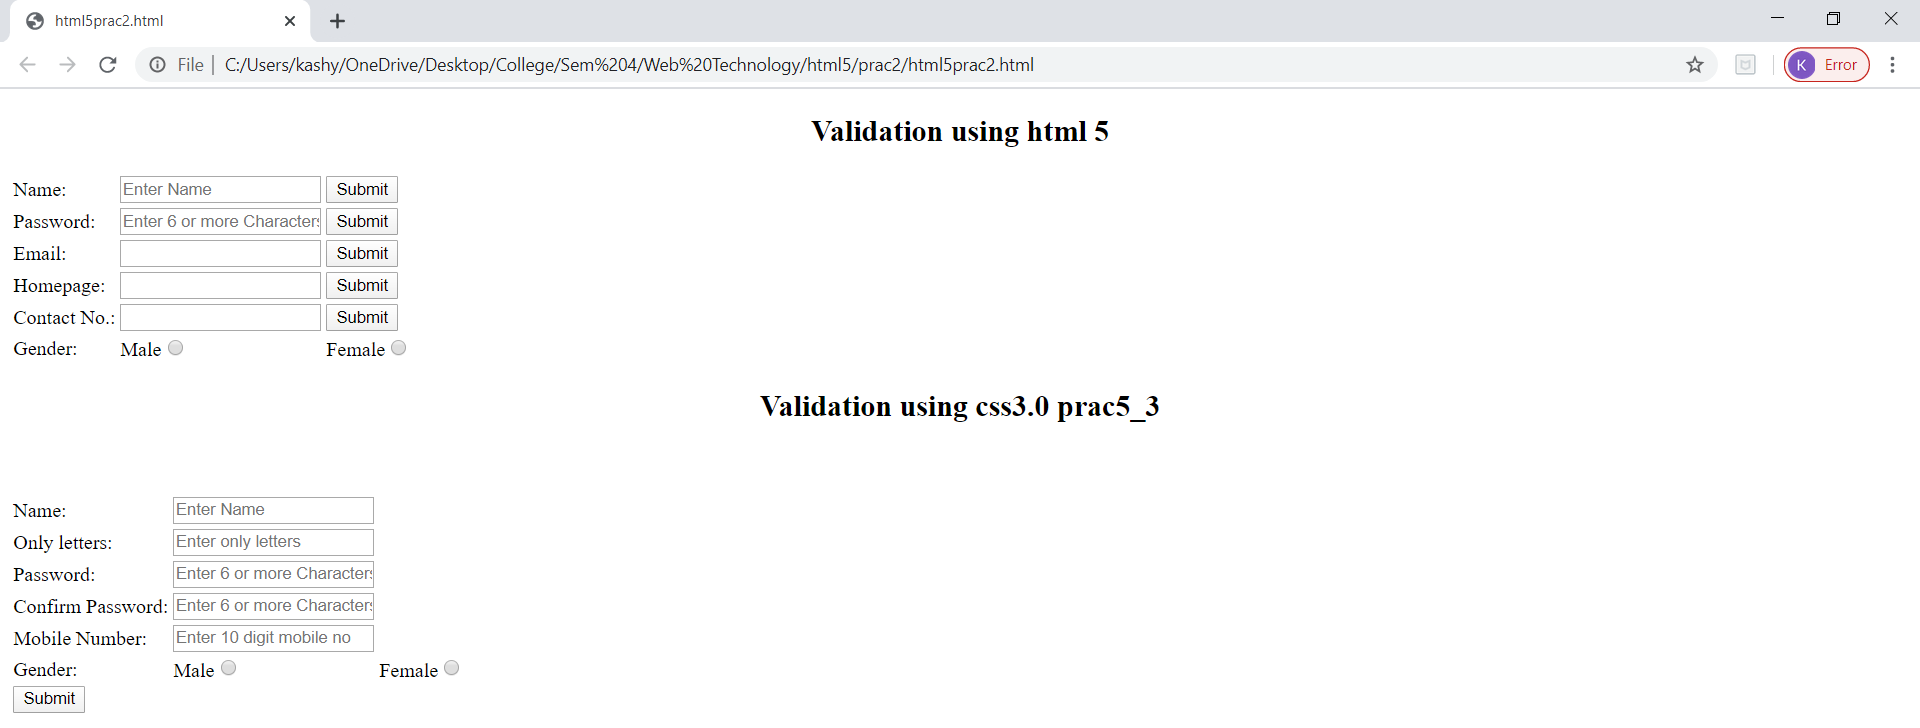 html5prac2.html
File | C:/Users/kashy/OneDrive/Desktop/College/Sem%204/Web%20Technology/html5/prac2/html5prac2.html K Error
Validation using html 5
Name: Enter Name Submit
Password: Enter 6 or more Characters Submit
Email: Submit
Homepage: Submit
Contact No.: Submit
Gender: Male Female
Validation using css3.0 prac5_3
Name: Enter Name
Only letters: Enter only letters
Password: Enter 6 or more Characters
Confirm Password: Enter 6 or more Characters
Mobile Number: Enter 10 digit mobile no
Gender: Male Female
Submit